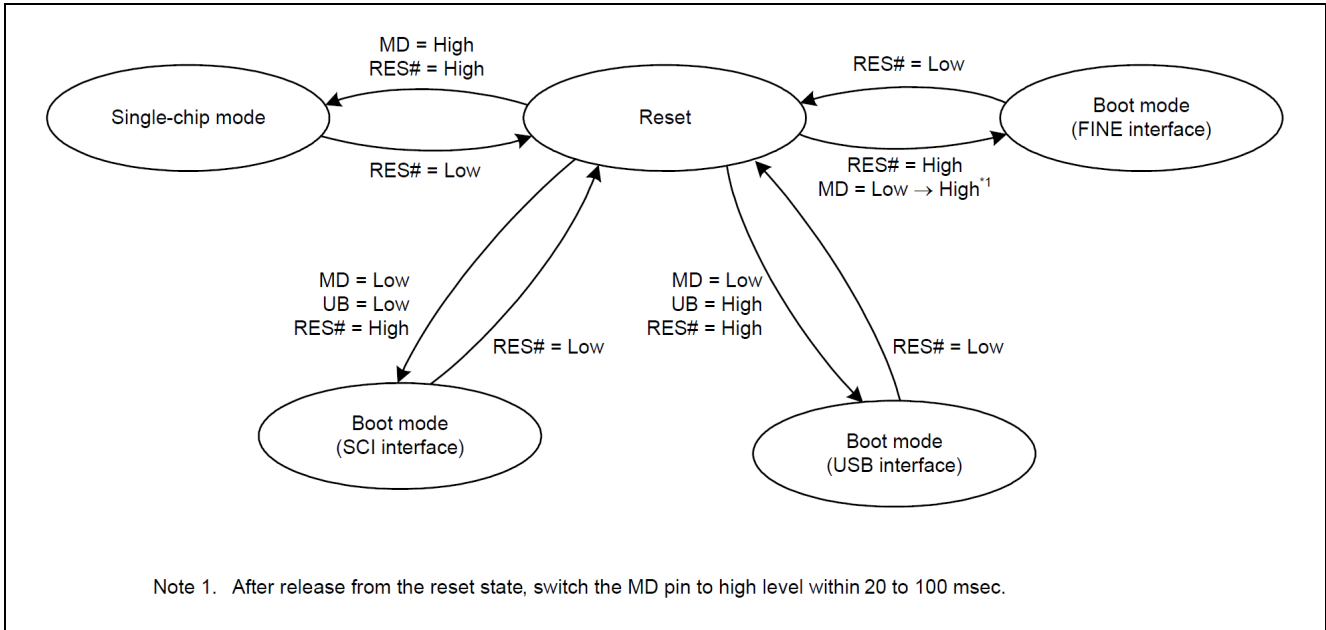 MD = High
RES# = High
RES# = Low
Single-chip mode
Reset
Boot mode
(FINE interface)
RES# = Low
RES# = High
MD = Low → High*1
MD = Low
UB = Low
RES# = High
RES# = Low
MD = Low
UB = High
RES# = High
RES# = Low
Boot mode
(SCI interface)
Boot mode
(USB interface)
Note 1. After release from the reset state, switch the MD pin to high level within 20 to 100 msec.